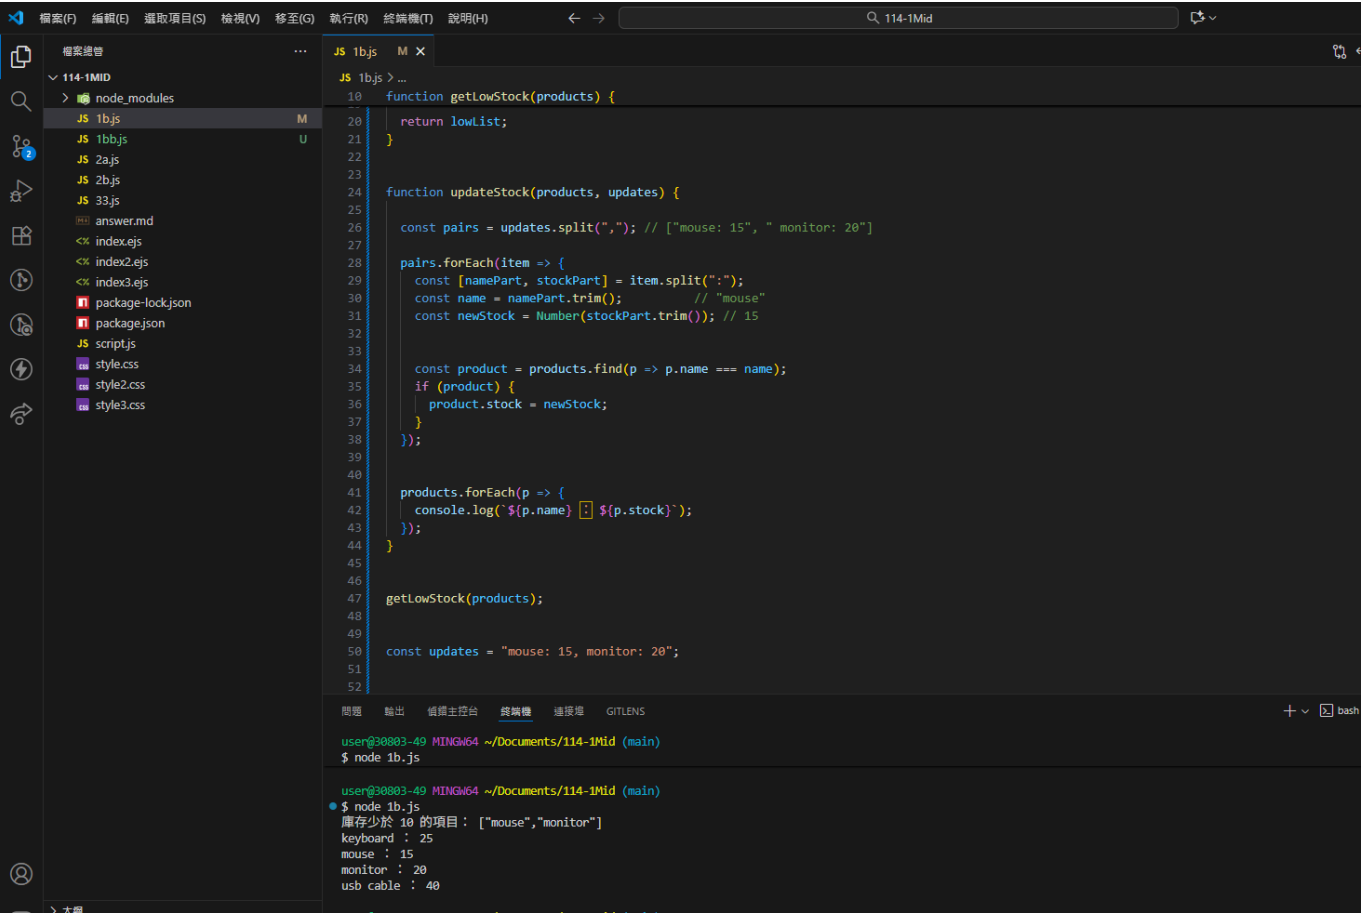 檔案(F) 編輯(E) 選取項目(S) 檢視(V) 移至(G) 執行(R) 終端機(T) 說明(H) 114-1Mid
檔案總管
114-1MID
node_modules
JS 1b.js M
JS 1bb.js U
JS 2a.js
JS 2b.js
JS 33.js
answer.md
<% index.ejs
<% index2.ejs
<% index3.ejs
package-lock.json
package.json
JS script.js
style.css
style2.css
style3.css
大綱
JS 1b.js M
JS 1b.js > ...
10 function getLowStock(products) {
20 return lowList;
21 }
22
23
24 function updateStock(products, updates) {
25
26 const pairs = updates.split(","); // ["mouse: 15", " monitor: 20"]
27
28 pairs.forEach(item => {
29 const [namePart, stockPart] = item.split(":");
30 const name = namePart.trim(); // "mouse"
31 const newStock = Number(stockPart.trim()); // 15
32
33
34 const product = products.find(p => p.name === name);
35 if (product) {
36 product.stock = newStock;
37 }
38 });
39
40
41 products.forEach(p => {
42 console.log(`${p.name} : ${p.stock}`);
43 });
44 }
45
46
47 getLowStock(products);
48
49
50 const updates = "mouse: 15, monitor: 20";
51
52
問題 輸出 偵錯主控台 終端機 連接埠 GITLENS bash
user@30803-49 MINGW64 ~/Documents/114-1Mid (main)
$ node 1b.js
user@30803-49 MINGW64 ~/Documents/114-1Mid (main)
$ node 1b.js
庫存少於 10 的項目： ["mouse","monitor"]
keyboard ： 25
mouse ： 15
monitor ： 20
usb cable ： 40